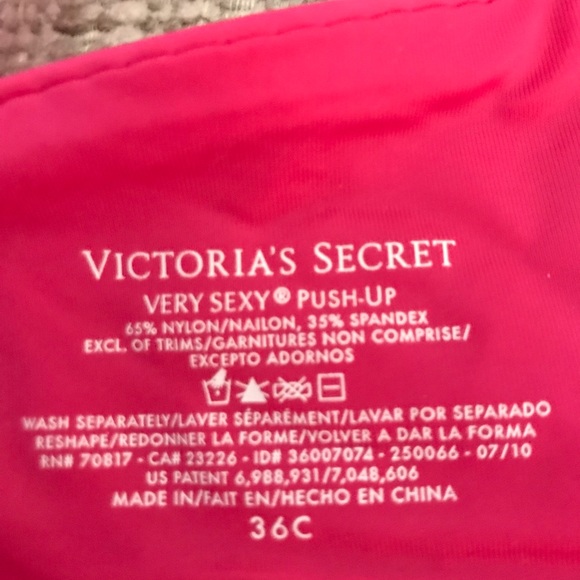 VICTORIA'S SECRET
VERY SEXY® PUSH-UP
65% NYLON/NAILON, 35% SPANDEX
EXCL. OF TRIMS/GARNITURES NON COMPRISE/
EXCEPTO ADORNOS
WASH SEPARATELY/LAVER SÉPARÉMENT/LAVAR POR SEPARADO
RESHAPE/REDONNER LA FORME/VOLVER A DAR LA FORMA
RN# 70817 - CA# 23226 - ID# 36007074 - 250066 - 07/10
US PATENT 6,988,931/7,048,606
MADE IN/FAIT EN/HECHO EN CHINA
36C